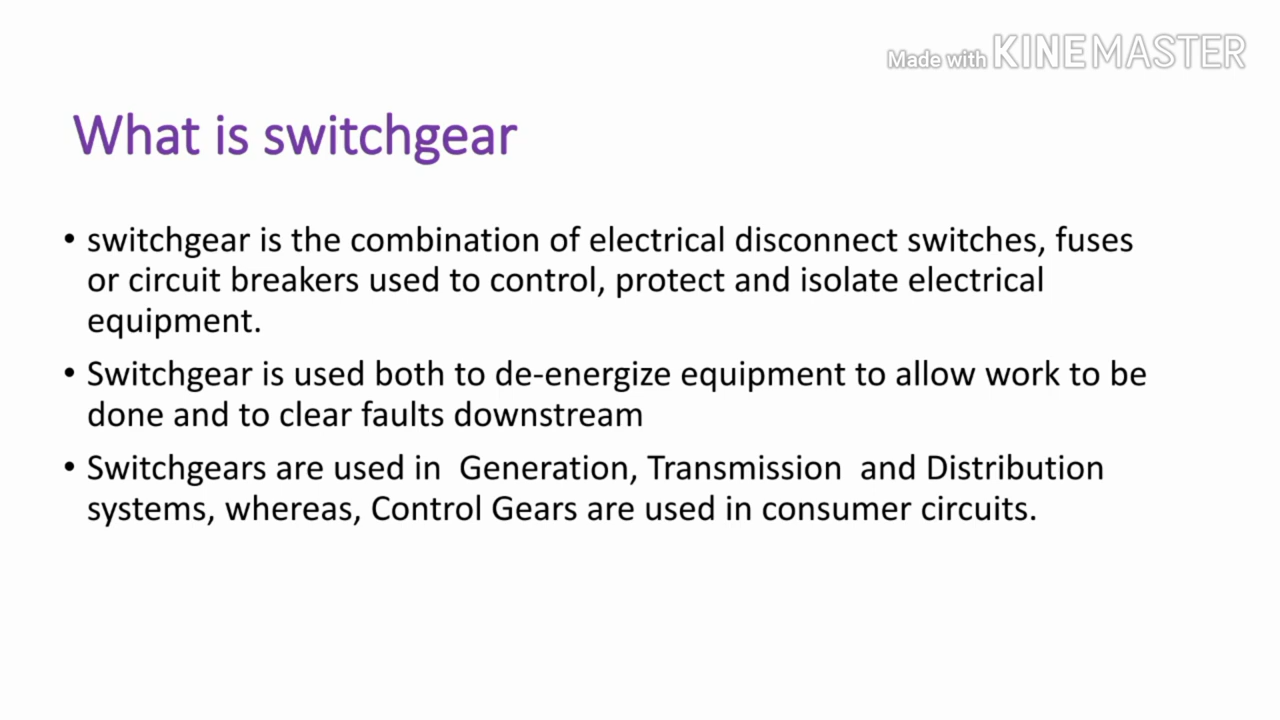 Made with KINEMASTER
What is switchgear
• switchgear is the combination of electrical disconnect switches, fuses
or circuit breakers used to control, protect and isolate electrical
equipment.
• Switchgear is used both to de-energize equipment to allow work to be
done and to clear faults downstream
• Switchgears are used in  Generation, Transmission  and Distribution
systems, whereas, Control Gears are used in consumer circuits.